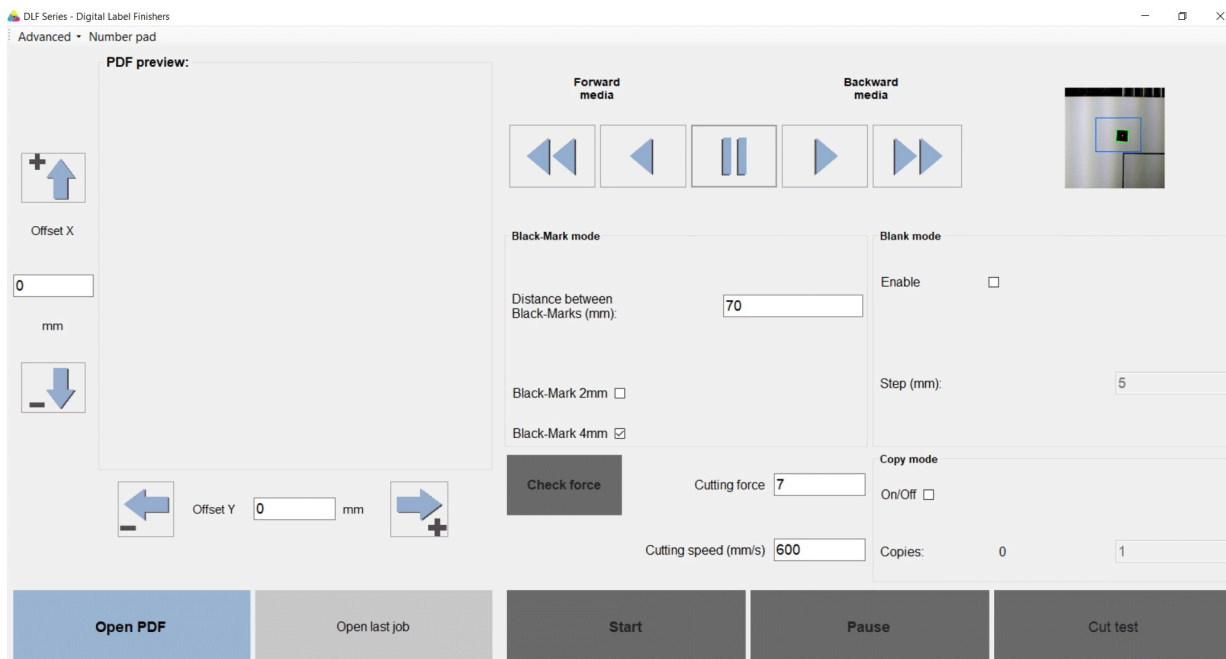 DLF Series - Digital Label Finishers
Advanced
Number pad
PDF preview:
Offset X
0
mm
Offset Y
0
mm
Forward
media
Backward
media
Black-Mark mode
Distance between
Black-Marks (mm):
70
Black-Mark 2mm
Black-Mark 4mm
Blank mode
Enable
Step (mm):
5
Check force
Cutting force
7
Cutting speed (mm/s)
600
Copy mode
On/Off
Copies:
0
1
Open PDF
Open last job
Start
Pause
Cut test